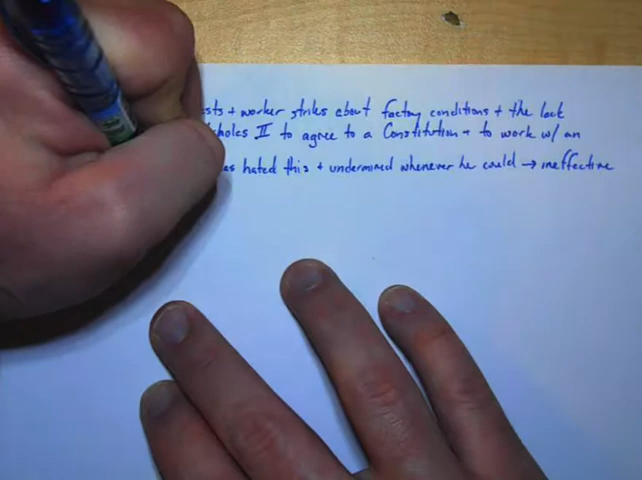 sts + worker strikes about factory conditions + the lack
cholas II to agree to a Constitution + to work w/ an
as hated this + undermined whenever he could → ineffective